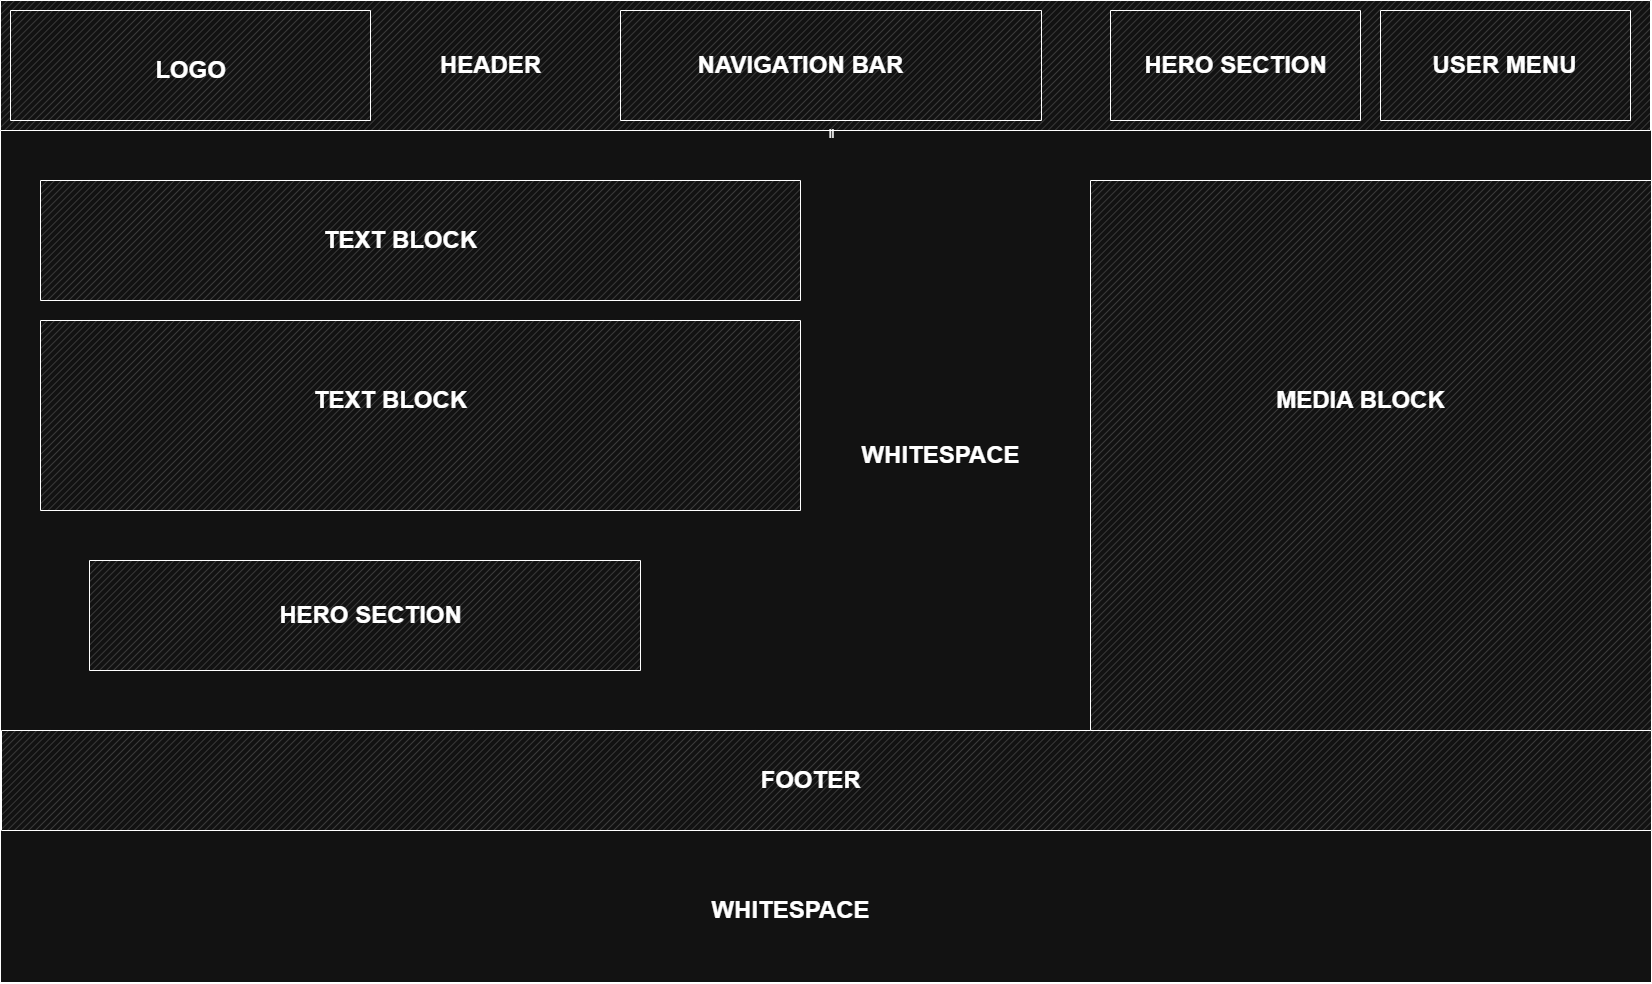 LOGO
HEADER
NAVIGATION BAR
HERO SECTION
USER MENU
TEXT BLOCK
TEXT BLOCK
WHITESPACE
MEDIA BLOCK
HERO SECTION
FOOTER
WHITESPACE